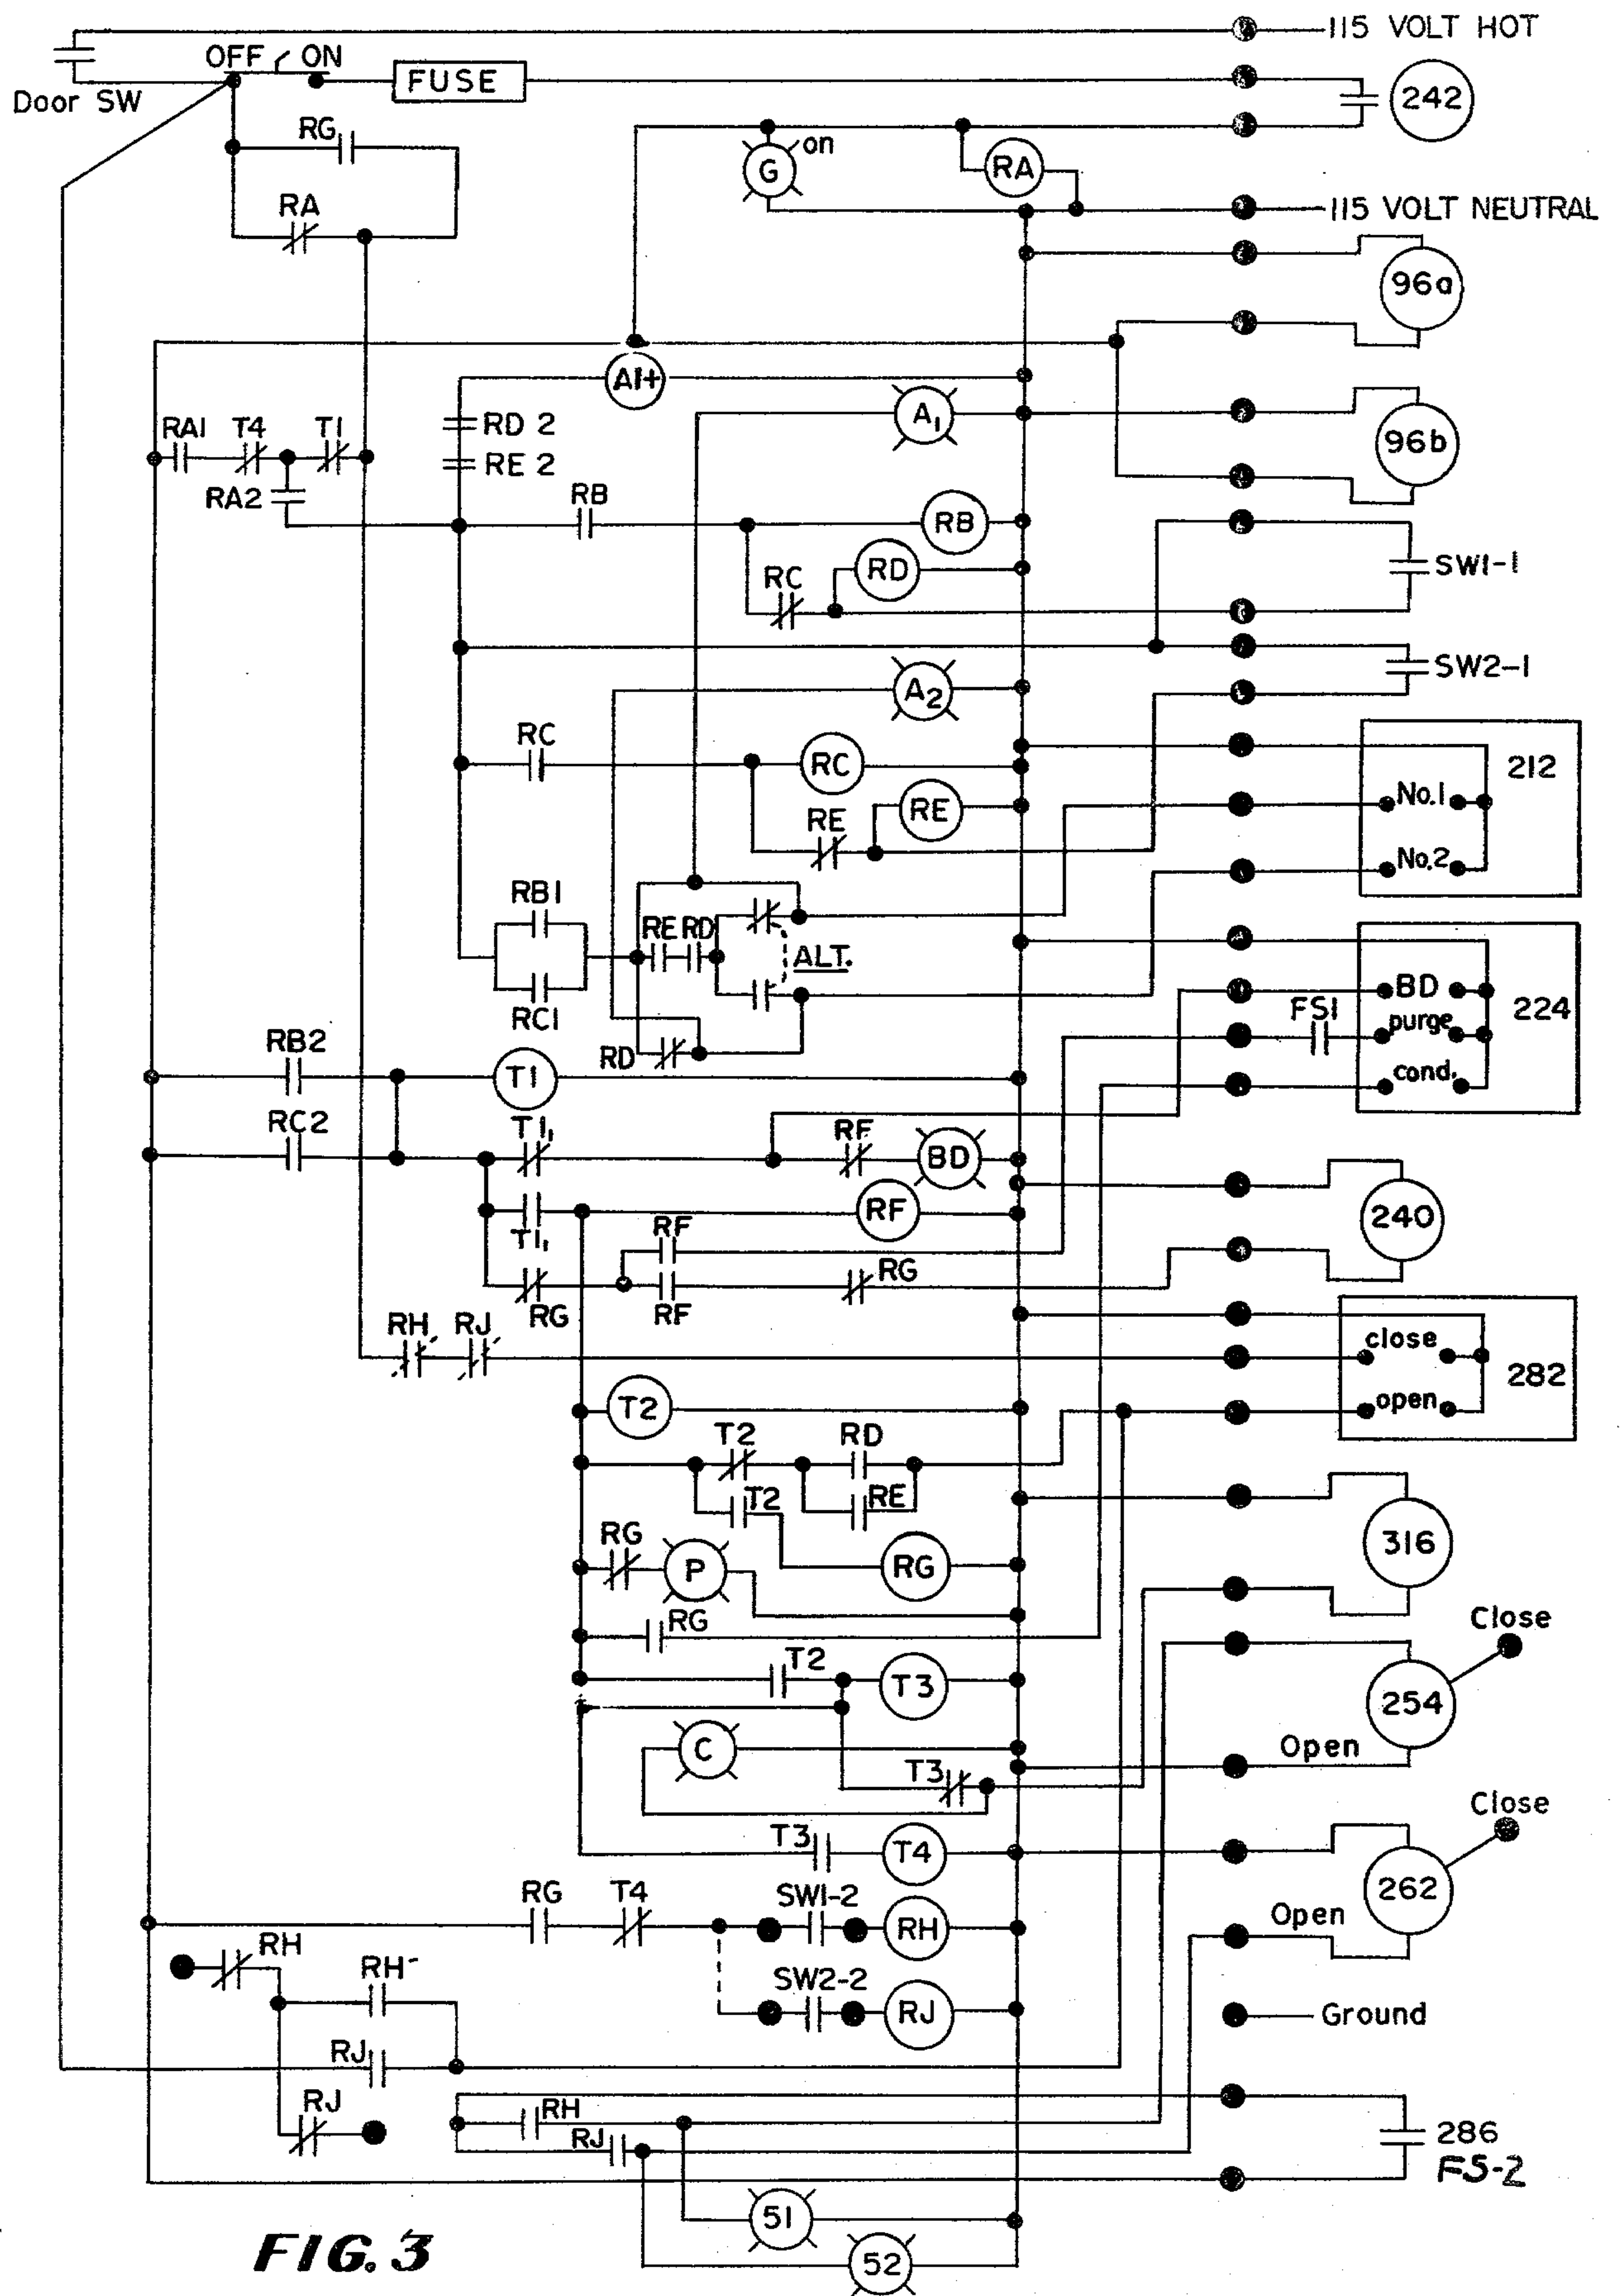 115 VOLT HOT
OFF ON
FUSE
Door SW
242
RG
on
G
RA
RA
115 VOLT NEUTRAL
96a
A1+
A1
RA1 T4 T1
RD 2
96b
RE 2
RA2
RB
RB
RD
SW1-1
RC
SW2-1
A2
RC
RC
212
No.1
RE
RE
No.2
RB1
RE RD
ALT.
BD
FS1
224
purge
RC1
RB2
RD
cond.
T1
RC2
T1,
RF
BD
RF
240
T1,
RF
RG
RG
RF
RH' RJ'
close
282
open
T2
T2
RD
T2
RE
RG
P
RG
316
RG
Close
T2
T3
254
C
Open
T3
Close
T3
T4
262
RG T4
SW1-2
RH
Open
RH
RH-
SW2-2
RJ
Ground
RJ
RJ
RH
RJ
286
FS-2
51
52
FIG. 3